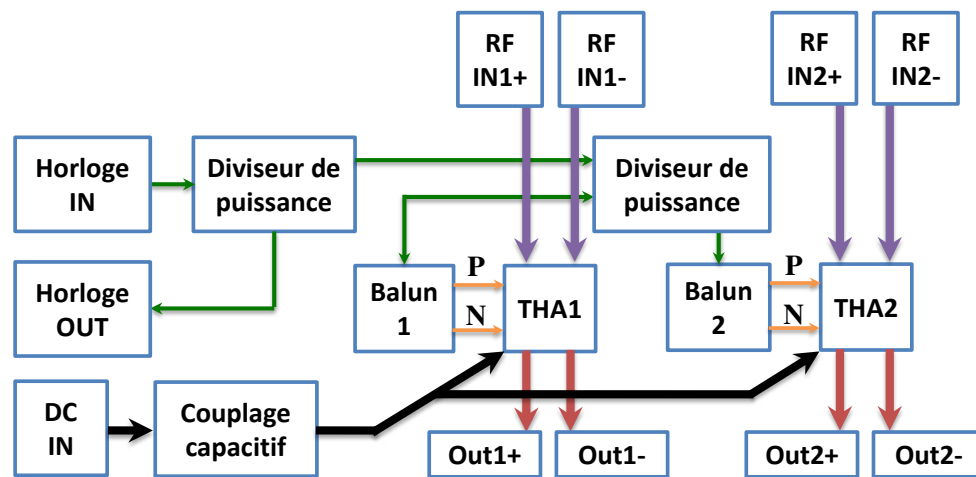 RF
IN1+
RF
IN1-
RF
IN2+
RF
IN2-
Horloge
IN
Diviseur de
puissance
Diviseur de
puissance
Horloge
OUT
Balun
1
P
N
THA1
Balun
2
P
N
THA2
DC
IN
Couplage
capacitif
Out1+
Out1-
Out2+
Out2-